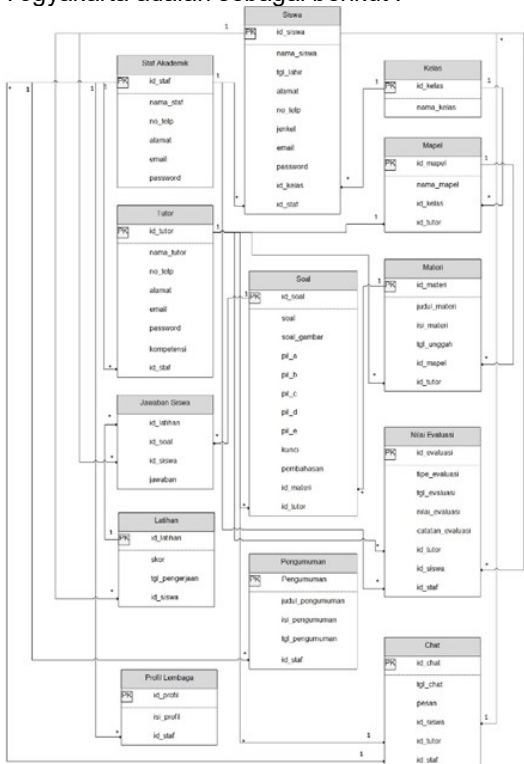 Yogyakarta adalah sebagai berikut :
Siswa
PK id_siswa
nama_siswa
tgl_lahir
alamat
no_telp
jenkel
email
password
id_kelas
id_staf
Staf Akademik
PK id_staf
nama_staf
no_telp
alamat
email
password
Kelas
PK id_kelas
nama_kelas
Mapel
PK id_mapel
nama_mapel
id_kelas
id_tutor
Tutor
PK id_tutor
nama_tutor
no_telp
alamat
email
password
kompetensi
id_staf
Soal
PK id_soal
soal
soal_gambar
pil_a
pil_b
pil_c
pil_d
pil_e
kunci
pembahasan
id_materi
id_tutor
Materi
PK id_materi
judul_materi
isi_materi
tgl_unggah
id_mapel
id_tutor
Jawaban Siswa
id_latihan
id_soal
id_siswa
jawaban
Nilai Evaluasi
PK id_evaluasi
tipe_evaluasi
tgl_evaluasi
nilai_evaluasi
catatan_evaluasi
id_tutor
id_siswa
id_staf
Latihan
PK id_latihan
skor
tgl_pengerjaan
id_siswa
Pengumuman
PK Pengumuman
judul_pengumuman
isi_pengumuman
tgl_pengumuman
id_staf
Profil Lembaga
PK id_profil
isi_profil
id_staf
Chat
PK id_chat
tgl_chat
pesan
id_siswa
id_tutor
id_staf